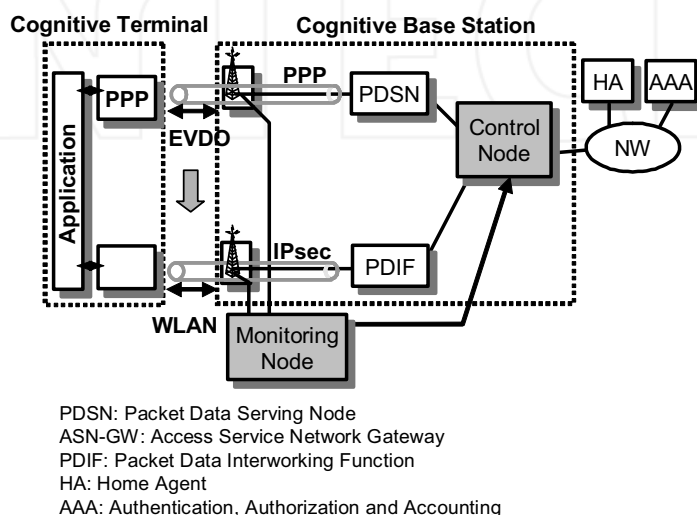 Cognitive Terminal
Cognitive Base Station
Application
PPP
EVDO
PPP
PDSN
Control
Node
HA
AAA
NW
WLAN
IPsec
PDIF
Monitoring
Node
PDSN: Packet Data Serving Node
ASN-GW: Access Service Network Gateway
PDIF: Packet Data Interworking Function
HA: Home Agent
AAA: Authentication, Authorization and Accounting